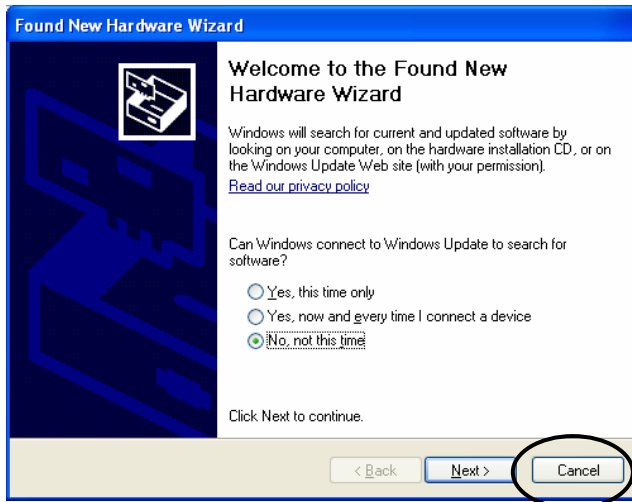 Found New Hardware Wizard
Welcome to the Found New
Hardware Wizard
Windows will search for current and updated software by
looking on your computer, on the hardware installation CD, or on
the Windows Update Web site (with your permission).
Read our privacy policy
Can Windows connect to Windows Update to search for
software?
Yes, this time only
Yes, now and every time I connect a device
No, not this time
Click Next to continue.
< Back Next > Cancel